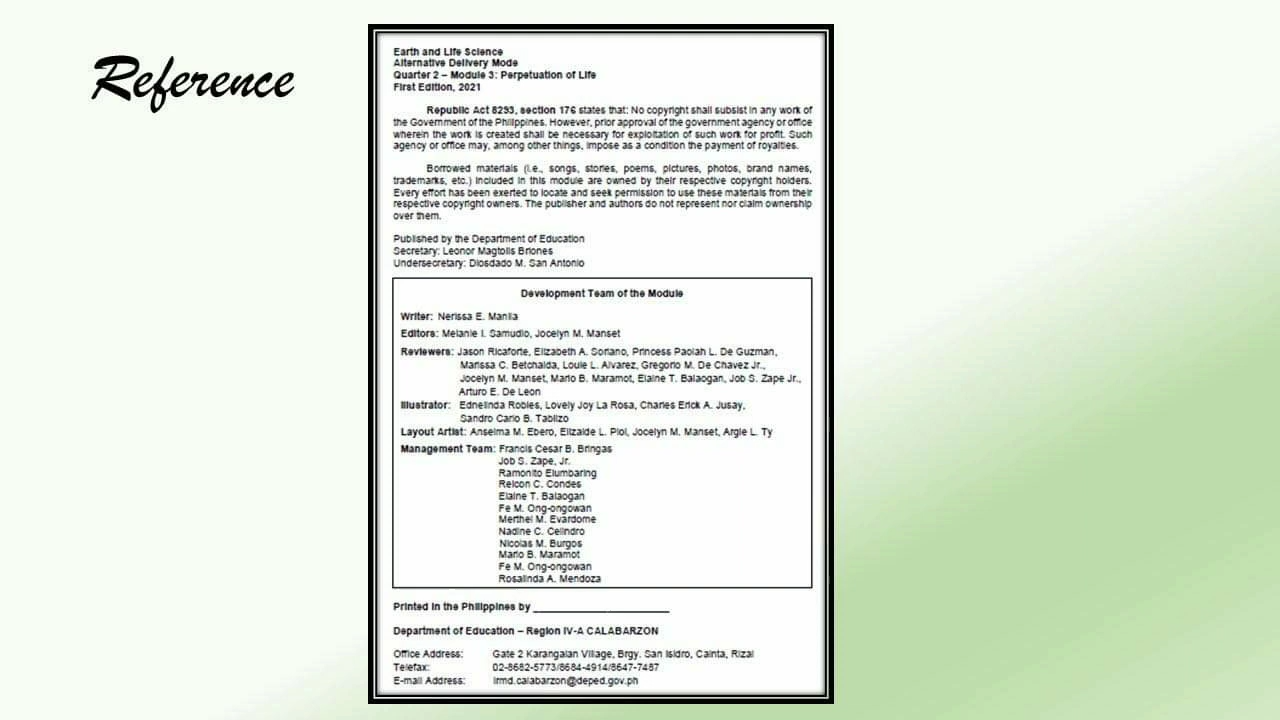 Reference
Earth and Life Science
Alternative Delivery Mode
Quarter 2 – Module 3: Perpetuation of Life
First Edition, 2021
Republic Act 8293, section 176 states that: No copyright shall subsist in any work of
the Government of the Philippines. However, prior approval of the government agency or office
wherein the work is created shall be necessary for exploitation of such work for profit. Such
agency or office may, among other things, impose as a condition the payment of royalties.
Borrowed materials (i.e., songs, stories, poems, pictures, photos, brand names,
trademarks, etc.) included in this module are owned by their respective copyright holders.
Every effort has been exerted to locate and seek permission to use these materials from their
respective copyright owners. The publisher and authors do not represent nor claim ownership
over them.
Published by the Department of Education
Secretary: Leonor Magtolis Briones
Undersecretary: Diosdado M. San Antonio
Development Team of the Module
Writer: Nerissa E. Manlia
Editors: Melanie I. Samudio, Jocelyn M. Manset
Reviewers: Jason Ricaforte, Elizabeth A. Soriano, Princess Paolah L. De Guzman,
Marissa C. Betchaida, Louie L. Alvarez, Gregorio M. De Chavez Jr.,
Jocelyn M. Manset, Mario B. Maramot, Elaine T. Balaogan, Job S. Zape Jr.,
Arturo E. De Leon
Illustrator: Ednelinda Robles, Lovely Joy La Rosa, Charles Erick A. Jusay,
Sandro Carlo B. Tablizo
Layout Artist: Anselma M. Ebero, Elizalde L. Piol, Jocelyn M. Manset, Argie L. Ty
Management Team: Francis Cesar B. Bringas
Job S. Zape, Jr.
Ramonito Elumbaring
Reicon C. Condes
Elaine T. Balaogan
Fe M. Ong-ongowan
Merthel M. Evardome
Nadine C. Celindro
Nicolas M. Burgos
Mario B. Maramot
Fe M. Ong-ongowan
Rosalinda A. Mendoza
Printed in the Philippines by ________________________
Department of Education – Region IV-A CALABARZON
Office Address: Gate 2 Karangalan Village, Brgy. San Isidro, Cainta, Rizal
Telefax: 02-8682-5773/8684-4914/8647-7487
E-mail Address: lrmd.calabarzon@deped.gov.ph